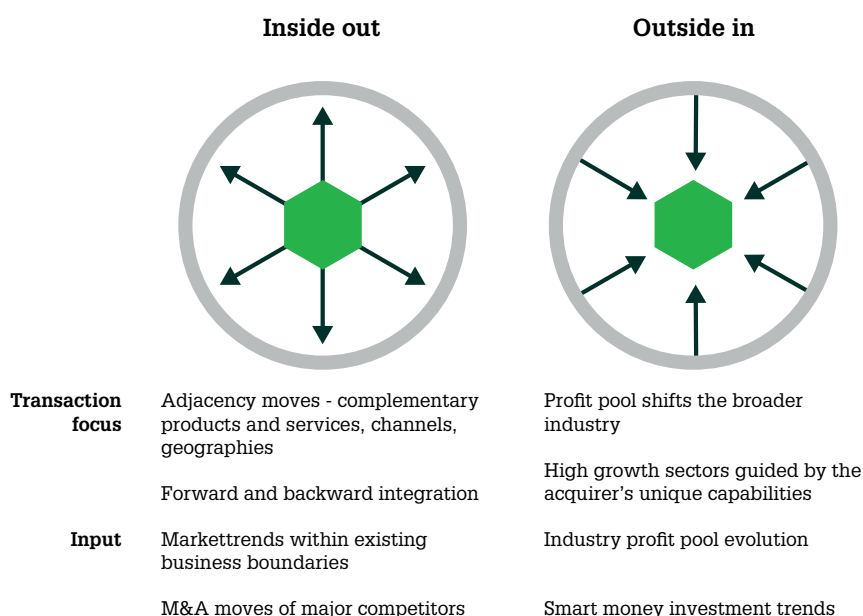 Inside out
Outside in
Transaction
focus
Adjacency moves - complementary
products and services, channels,
geographies
Forward and backward integration
Profit pool shifts the broader
industry
High growth sectors guided by the
acquirer's unique capabilities
Input
Markettrends within existing
business boundaries
M&A moves of major competitors
Industry profit pool evolution
Smart money investment trends